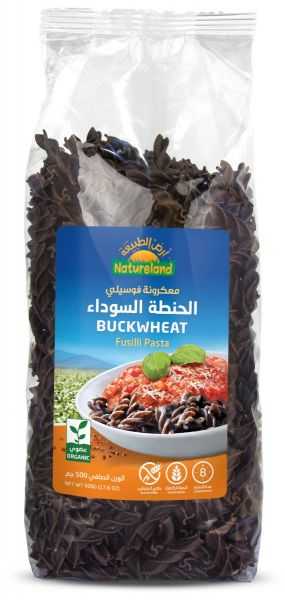 أرض الطبيعة
Natureland
معكرونة فوسيلي
الحنطة السوداء
BUCKWHEAT
Fusilli Pasta
عضوي
ORGANIC
الوزن الصافي 500 جم
NET WT 500G (17.6 OZ)
8